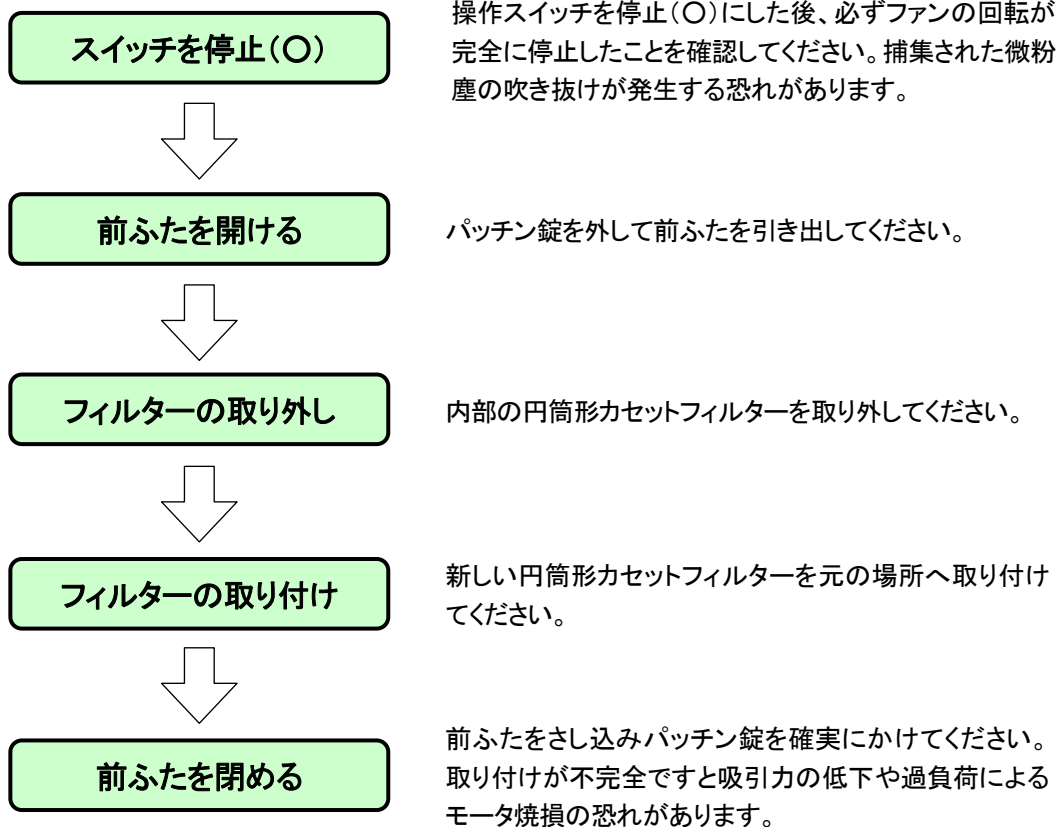 スイッチを停止(〇)
操作スイッチを停止(〇)にした後、必ずファンの回転が
完全に停止したことを確認してください。捕集された微粉
塵の吹き抜けが発生する恐れがあります。
前ふたを開ける
パッチン錠を外して前ふたを引き出してください。
フィルターの取り外し
内部の円筒形カセットフィルターを取り外してください。
フィルターの取り付け
新しい円筒形カセットフィルターを元の場所へ取り付け
てください。
前ふたを閉める
前ふたをさし込みパッチン錠を確実にかけてください。
取り付けが不完全ですと吸引力の低下や過負荷による
モータ焼損の恐れがあります。